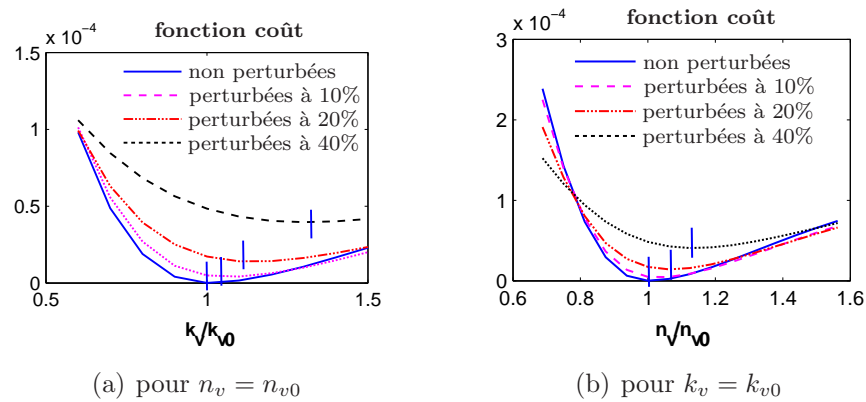 x 10⁻⁴
fonction coût
1.5
1
0.5
0
non perturbées
perturbées à 10%
perturbées à 20%
perturbées à 40%
0.5 1 1.5
k_v/k_v0
(a) pour n_v = n_v0
x 10⁻⁴
fonction coût
3
2
1
0
non perturbées
perturbées à 10%
perturbées à 20%
perturbées à 40%
0.6 0.8 1 1.2 1.4 1.6
n_v/n_v0
(b) pour k_v = k_v0